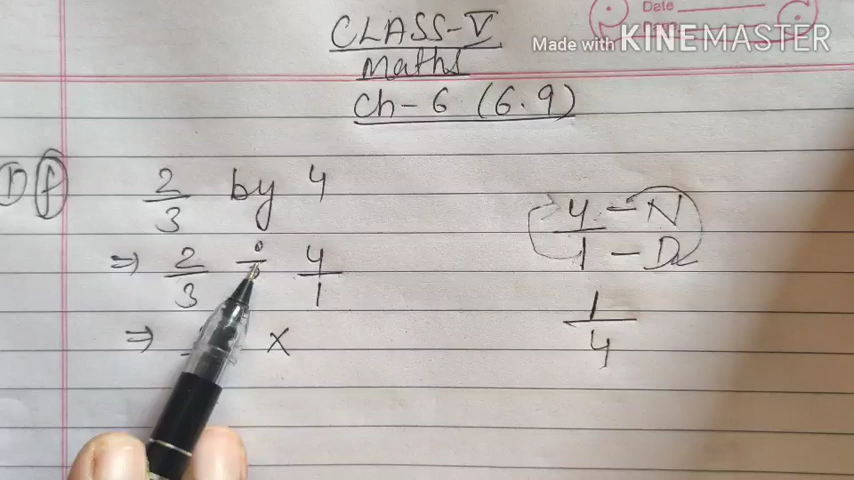 Date
Made with KINEMASTER
CLASS-V
Maths
Ch-6 (6.9)
D f
2/3 by 4
⇒ 2/3 ÷ 4/1
⇒ ×
4 - N
1 - D
1/4